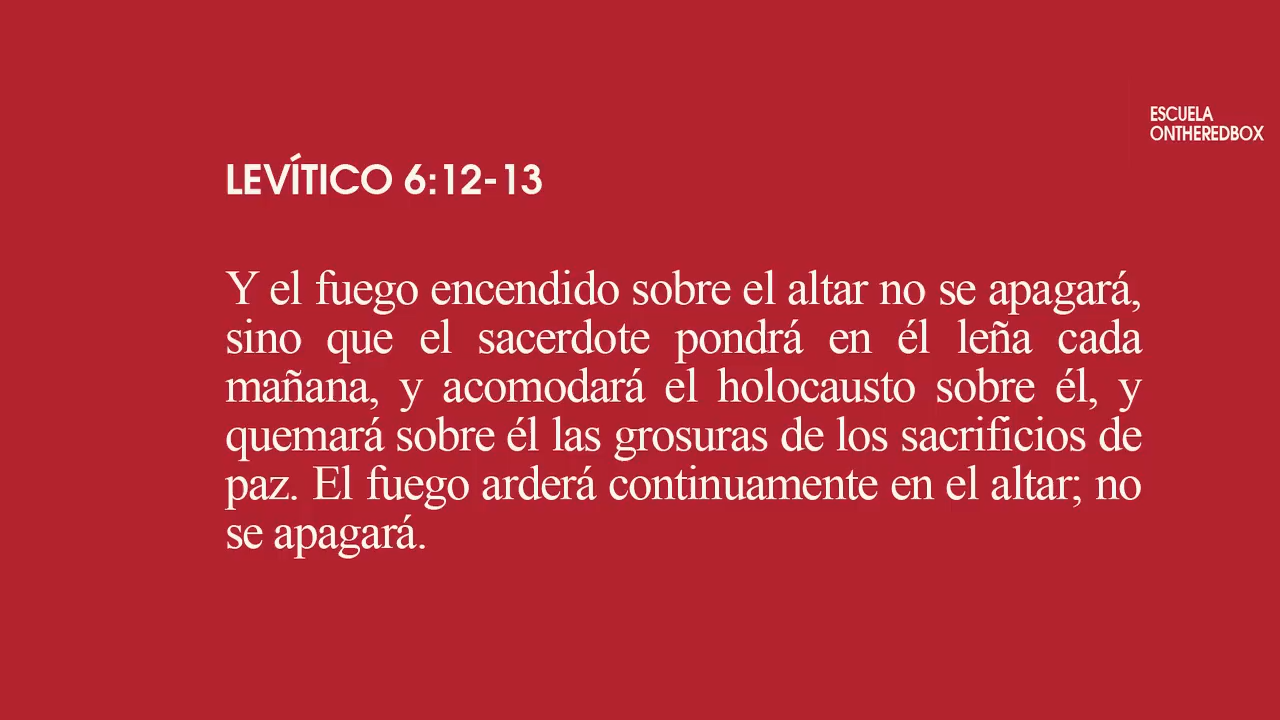 ESCUELA
ONTHEREDBOX
LEVÍTICO 6:12-13
Y el fuego encendido sobre el altar no se apagará,
sino que el sacerdote pondrá en él leña cada
mañana, y acomodará el holocausto sobre él, y
quemará sobre él las grosuras de los sacrificios de
paz. El fuego arderá continuamente en el altar; no
se apagará.